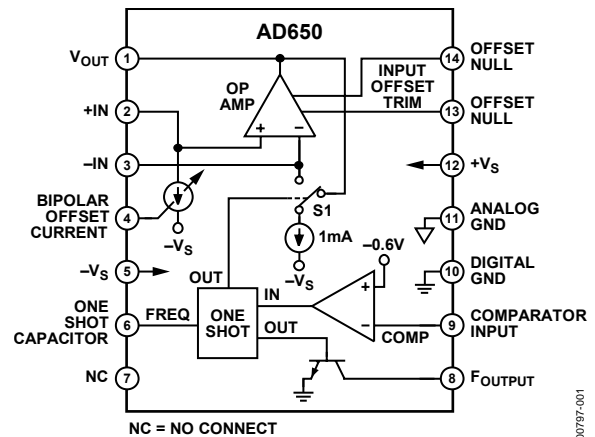 AD650
VOUT
1
+IN
2
–IN
3
BIPOLAR
OFFSET
CURRENT
4
–VS
5
ONE
SHOT
CAPACITOR
6
NC
7
OP
AMP
+
–
INPUT
OFFSET
TRIM
–VS
S1
1mA
–VS
–0.6V
OUT
FREQ
ONE
SHOT
IN
OUT
+
–
COMP
14
OFFSET
NULL
13
OFFSET
NULL
12
+VS
11
ANALOG
GND
10
DIGITAL
GND
9
COMPARATOR
INPUT
8
FOUTPUT
NC = NO CONNECT
00797-001